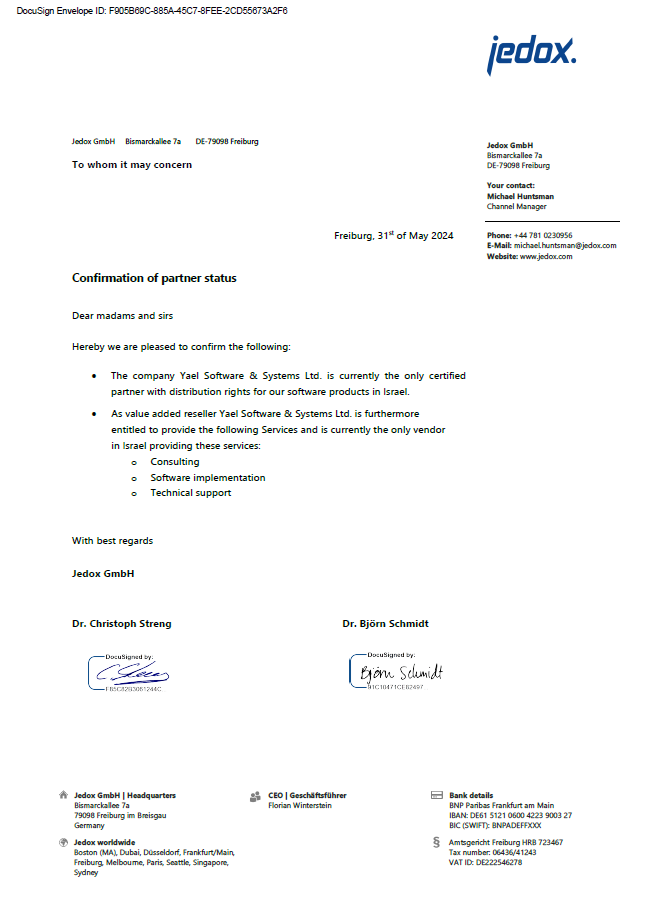 DocuSign Envelope ID: F905B69C-885A-45C7-8FEE-2CD55673A2F6
jedox.
Jedox GmbH Bismarckallee 7a DE-79098 Freiburg
To whom it may concern
Jedox GmbH
Bismarckallee 7a
DE-79098 Freiburg
Your contact:
Michael Huntsman
Channel Manager
Phone: +44 781 0230956
E-Mail: michael.huntsman@jedox.com
Website: www.jedox.com
Freiburg, 31st of May 2024
Confirmation of partner status
Dear madams and sirs
Hereby we are pleased to confirm the following:
• The company Yael Software & Systems Ltd. is currently the only certified
partner with distribution rights for our software products in Israel.
• As value added reseller Yael Software & Systems Ltd. is furthermore
entitled to provide the following Services and is currently the only vendor
in Israel providing these services:
o Consulting
o Software implementation
o Technical support
With best regards
Jedox GmbH
Dr. Christoph Streng
Dr. Björn Schmidt
DocuSigned by:
DocuSigned by:
Björn Schmidt
91C10471CE62497...
Jedox GmbH | Headquarters
Bismarckallee 7a
79098 Freiburg im Breisgau
Germany
Jedox worldwide
Boston (MA), Dubai, Düsseldorf, Frankfurt/Main,
Freiburg, Melbourne, Paris, Seattle, Singapore,
Sydney
CEO | Geschäftsführer
Florian Winterstein
Bank details
BNP Paribas Frankfurt am Main
IBAN: DE61 5121 0600 4223 9003 27
BIC (SWIFT): BNPADEFFXXX
§ Amtsgericht Freiburg HRB 723467
Tax number: 06436/41243
VAT ID: DE222546278